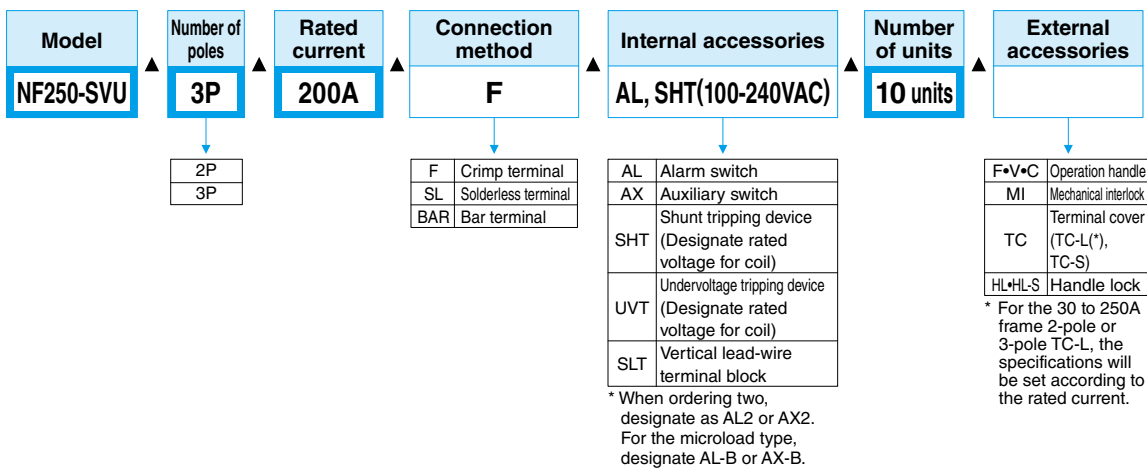 Model
Number of
poles
Rated
current
Connection
method
Internal accessories
Number
of units
External
accessories
▲ ▲ ▲ ▲ ▲ ▲
NF250-SVU
3P
200A
F
AL, SHT(100-240VAC)
10 units
2P
3P
F Crimp terminal
SL Solderless terminal
BAR Bar terminal
AL Alarm switch
AX Auxiliary switch
SHT Shunt tripping device
(Designate rated
voltage for coil)
UVT Undervoltage tripping device
(Designate rated
voltage for coil)
SLT Vertical lead-wire
terminal block
* When ordering two,
designate as AL2 or AX2.
For the microload type,
designate AL-B or AX-B.
F•V•C Operation handle
MI Mechanical interlock
TC Terminal cover
(TC-L(*),
TC-S)
HL•HL-S Handle lock
* For the 30 to 250A
frame 2-pole or
3-pole TC-L, the
specifications will
be set according to
the rated current.